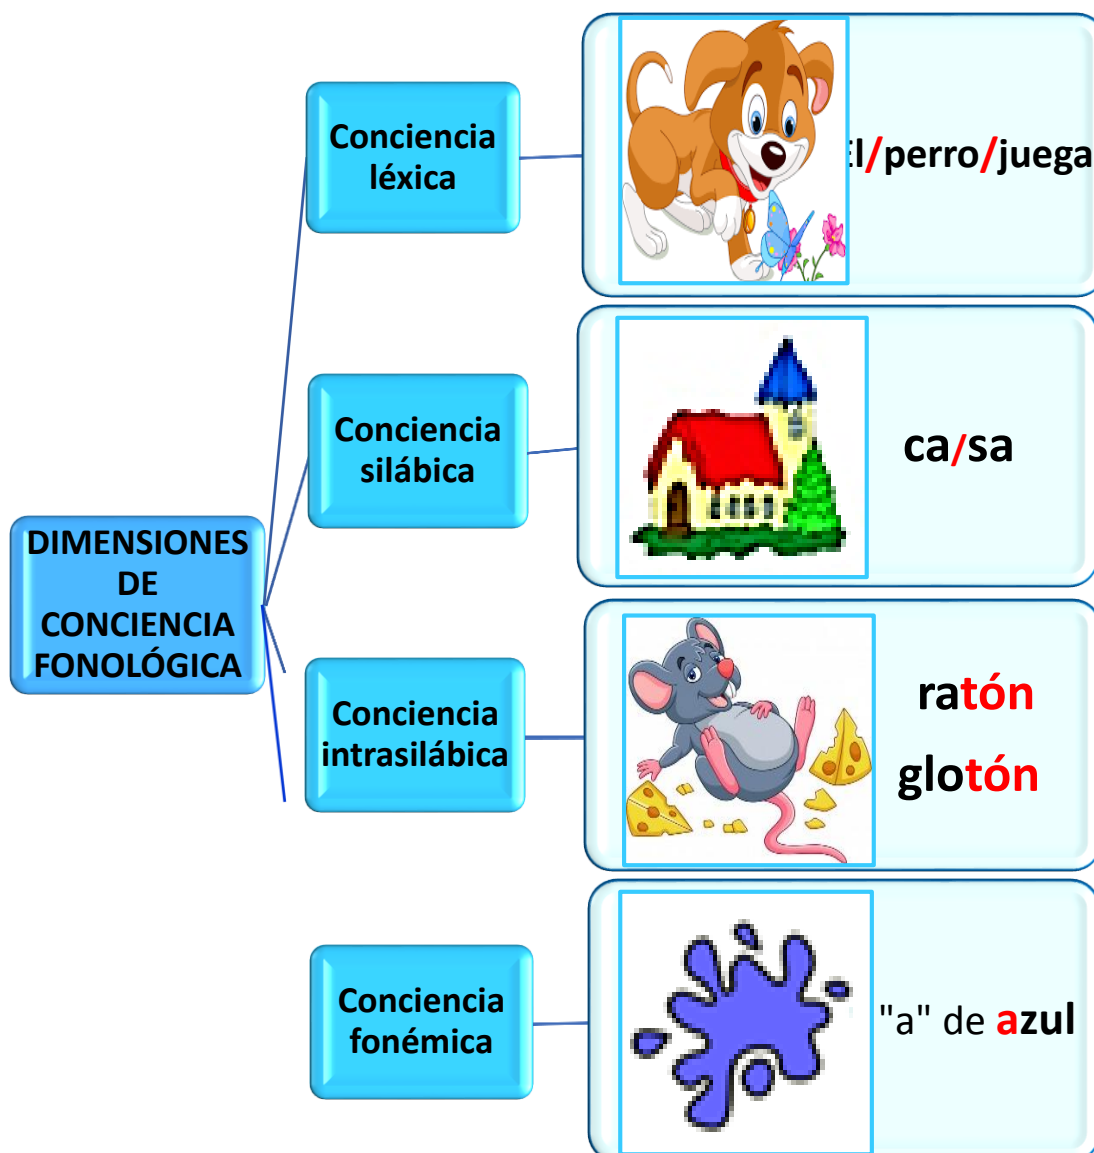 Conciencia
léxica
El/perro/juega
Conciencia
silábica
ca/sa
DIMENSIONES
DE
CONCIENCIA
FONOLÓGICA
Conciencia
intrasilábica
ratón
glotón
Conciencia
fonémica
"a" de azul